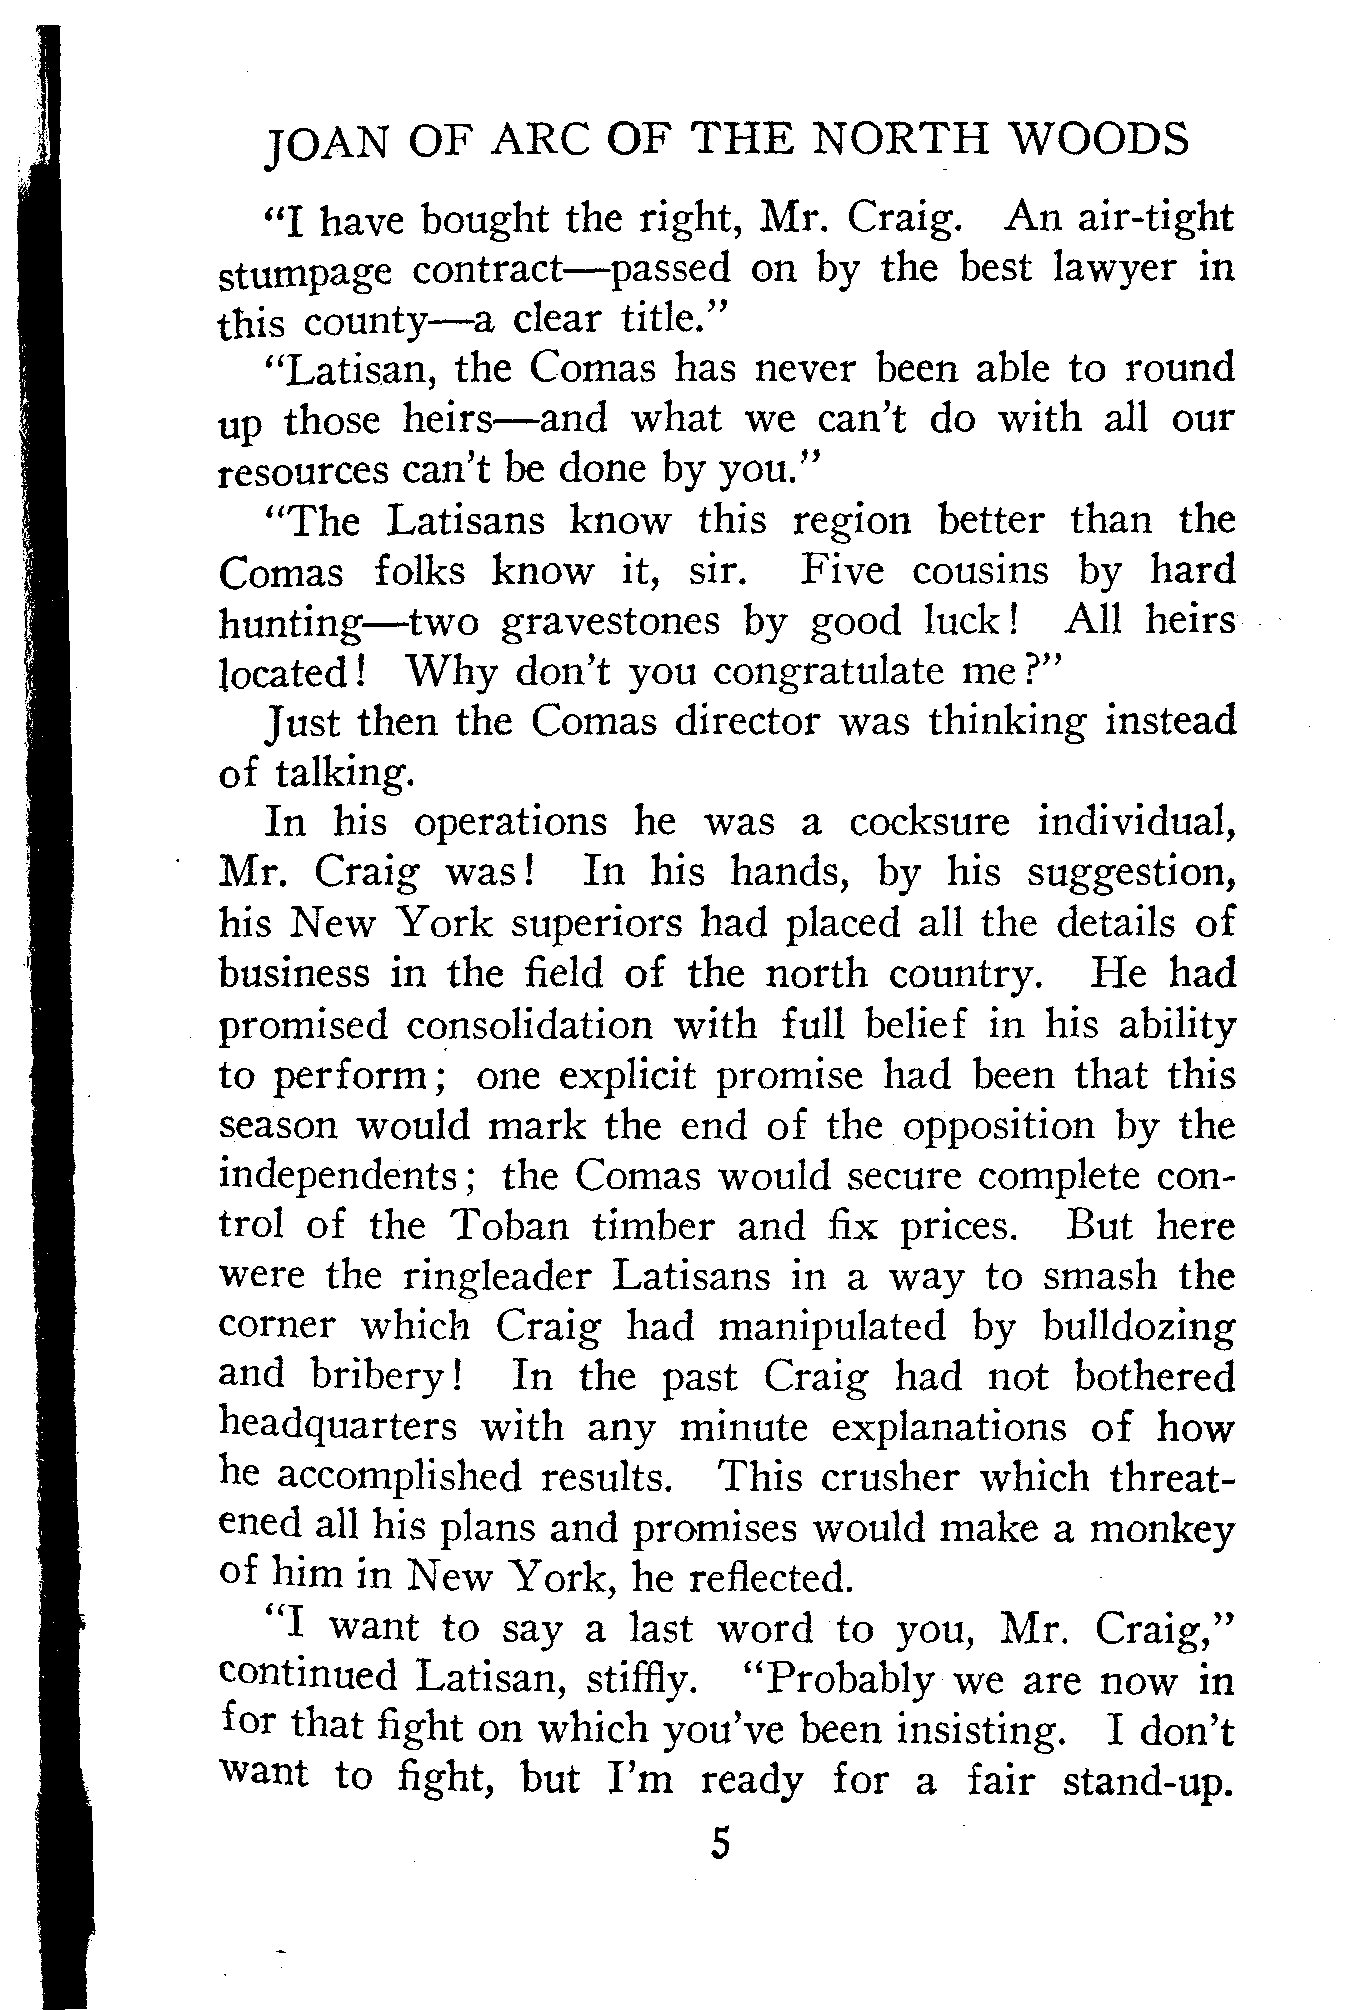 JOAN OF ARC OF THE NORTH WOODS
"I have bought the right, Mr. Craig. An air-tight
stumpage contract—passed on by the best lawyer in
this county—a clear title."
"Latisan, the Comas has never been able to round
up those heirs—and what we can't do with all our
resources can't be done by you."
"The Latisans know this region better than the
Comas folks know it, sir. Five cousins by hard
hunting—two gravestones by good luck! All heirs
located! Why don't you congratulate me?"
Just then the Comas director was thinking instead
of talking.
In his operations he was a cocksure individual,
Mr. Craig was! In his hands, by his suggestion,
his New York superiors had placed all the details of
business in the field of the north country. He had
promised consolidation with full belief in his ability
to perform; one explicit promise had been that this
season would mark the end of the opposition by the
independents; the Comas would secure complete con-
trol of the Toban timber and fix prices. But here
were the ringleader Latisans in a way to smash the
corner which Craig had manipulated by bulldozing
and bribery! In the past Craig had not bothered
headquarters with any minute explanations of how
he accomplished results. This crusher which threat-
ened all his plans and promises would make a monkey
of him in New York, he reflected.
"I want to say a last word to you, Mr. Craig,"
continued Latisan, stiffly. "Probably we are now in
for that fight on which you've been insisting. I don't
want to fight, but I'm ready for a fair stand-up.
5